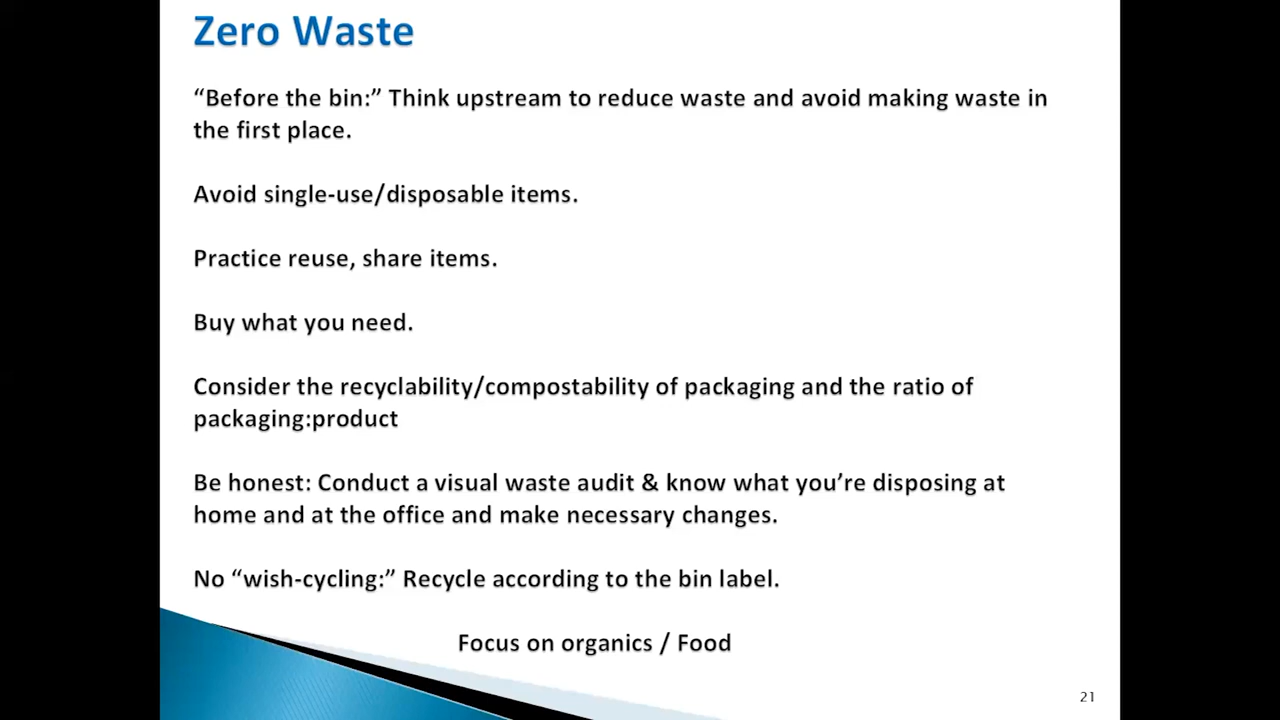 Zero Waste
“Before the bin:” Think upstream to reduce waste and avoid making waste in
the first place.
Avoid single-use/disposable items.
Practice reuse, share items.
Buy what you need.
Consider the recyclability/compostability of packaging and the ratio of
packaging:product
Be honest: Conduct a visual waste audit & know what you’re disposing at
home and at the office and make necessary changes.
No “wish-cycling:” Recycle according to the bin label.
Focus on organics / Food
21